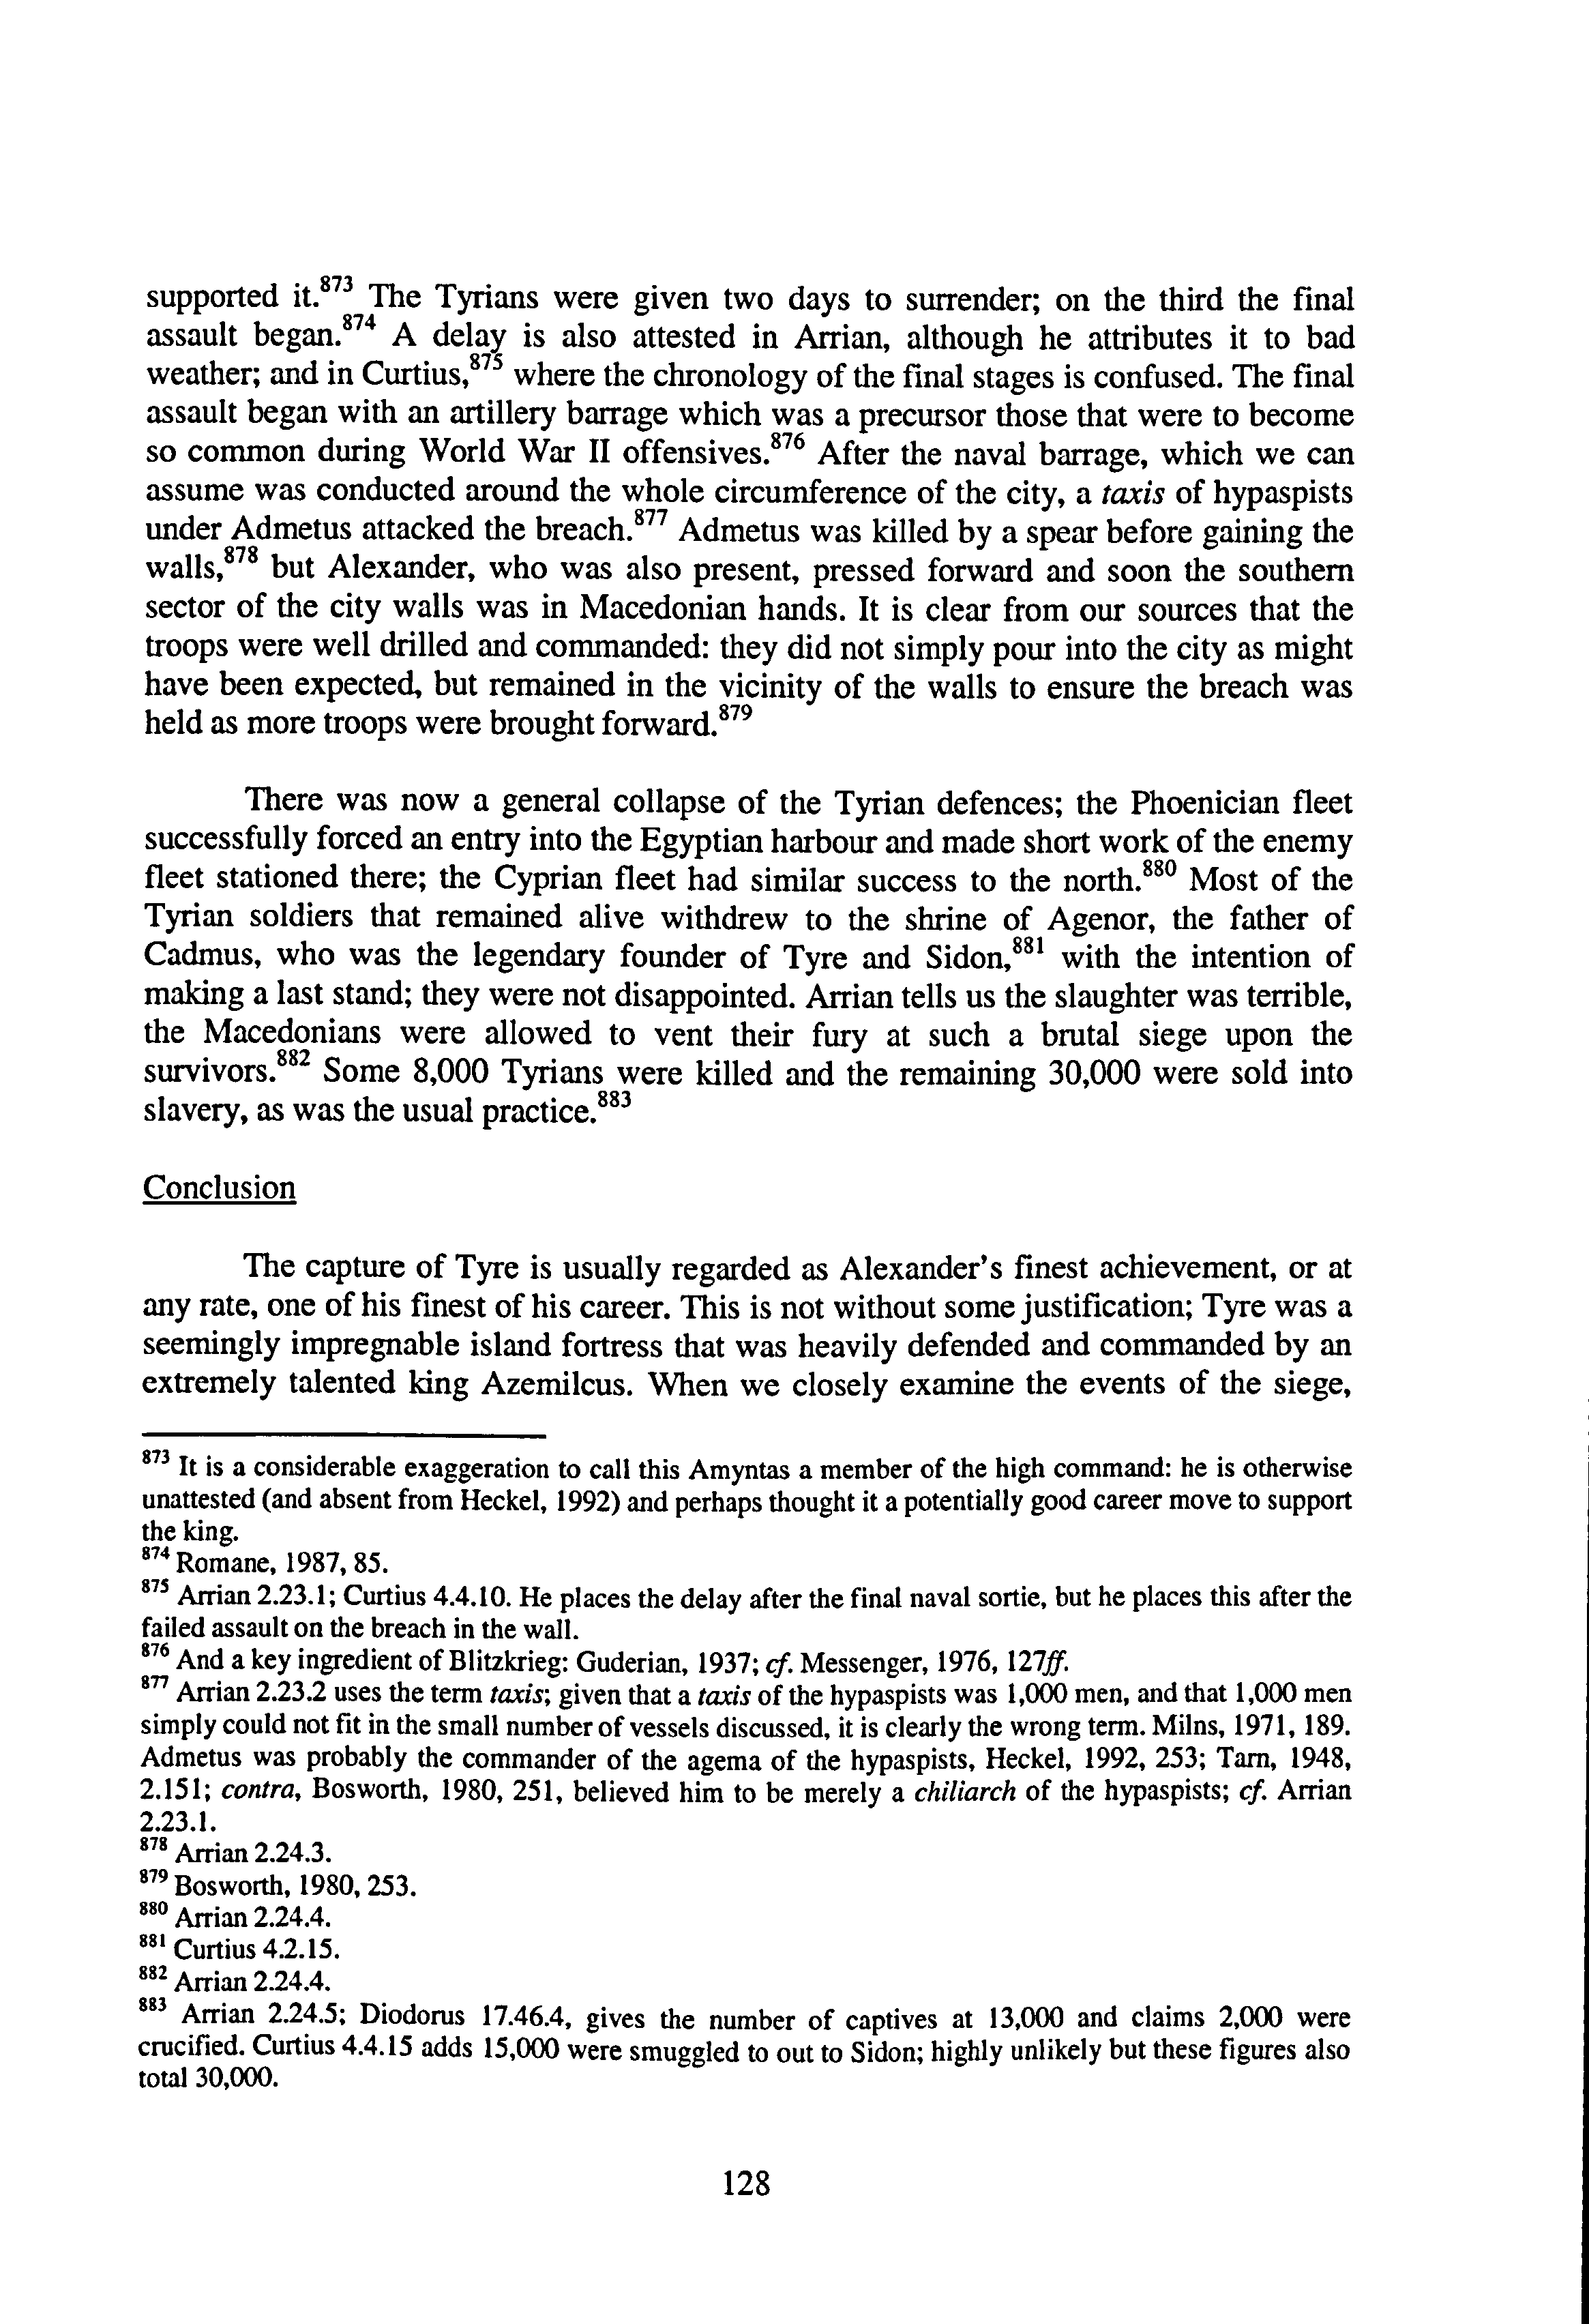 supported it.873 The Tyrians were given two days to surrender; on the third the final
assault began.874 A delay is also attested in Arrian, although he attributes it to bad
weather; and in Curtius,875 where the chronology of the final stages is confused. The final
assault began with an artillery barrage which was a precursor those that were to become
so common during World War II offensives.876 After the naval barrage, which we can
assume was conducted around the whole circumference of the city, a taxis of hypaspists
under Admetus attacked the breach.877 Admetus was killed by a spear before gaining the
walls,878 but Alexander, who was also present, pressed forward and soon the southern
sector of the city walls was in Macedonian hands. It is clear from our sources that the
troops were well drilled and commanded: they did not simply pour into the city as might
have been expected, but remained in the vicinity of the walls to ensure the breach was
held as more troops were brought forward.879
There was now a general collapse of the Tyrian defences; the Phoenician fleet
successfully forced an entry into the Egyptian harbour and made short work of the enemy
fleet stationed there; the Cyprian fleet had similar success to the north.880 Most of the
Tyrian soldiers that remained alive withdrew to the shrine of Agenor, the father of
Cadmus, who was the legendary founder of Tyre and Sidon,881 with the intention of
making a last stand; they were not disappointed. Arrian tells us the slaughter was terrible,
the Macedonians were allowed to vent their fury at such a brutal siege upon the
survivors.882 Some 8,000 Tyrians were killed and the remaining 30,000 were sold into
slavery, as was the usual practice.883
Conclusion
The capture of Tyre is usually regarded as Alexander's finest achievement, or at
any rate, one of his finest of his career. This is not without some justification; Tyre was a
seemingly impregnable island fortress that was heavily defended and commanded by an
extremely talented king Azemilcus. When we closely examine the events of the siege,
873 It is a considerable exaggeration to call this Amyntas a member of the high command: he is otherwise
unattested (and absent from Heckel, 1992) and perhaps thought it a potentially good career move to support
the king.
874 Romane, 1987, 85.
875 Arrian 2.23.1; Curtius 4.4.10. He places the delay after the final naval sortie, but he places this after the
failed assault on the breach in the wall.
876 And a key ingredient of Blitzkrieg: Guderian, 1937; cf. Messenger, 1976, 127ff.
877 Arrian 2.23.2 uses the term taxis; given that a taxis of the hypaspists was 1,000 men, and that 1,000 men
simply could not fit in the small number of vessels discussed, it is clearly the wrong term. Milns, 1971, 189.
Admetus was probably the commander of the agema of the hypaspists, Heckel, 1992, 253; Tarn, 1948,
2.151; contra, Bosworth, 1980, 251, believed him to be merely a chiliarch of the hypaspists; cf. Arrian
2.23.1.
878 Arrian 2.24.3.
879 Bosworth, 1980, 253.
880 Arrian 2.24.4.
881 Curtius 4.2.15.
882 Arrian 2.24.4.
883 Arrian 2.24.5; Diodorus 17.46.4, gives the number of captives at 13,000 and claims 2,000 were
crucified. Curtius 4.4.15 adds 15,000 were smuggled to out to Sidon; highly unlikely but these figures also
total 30,000.
128